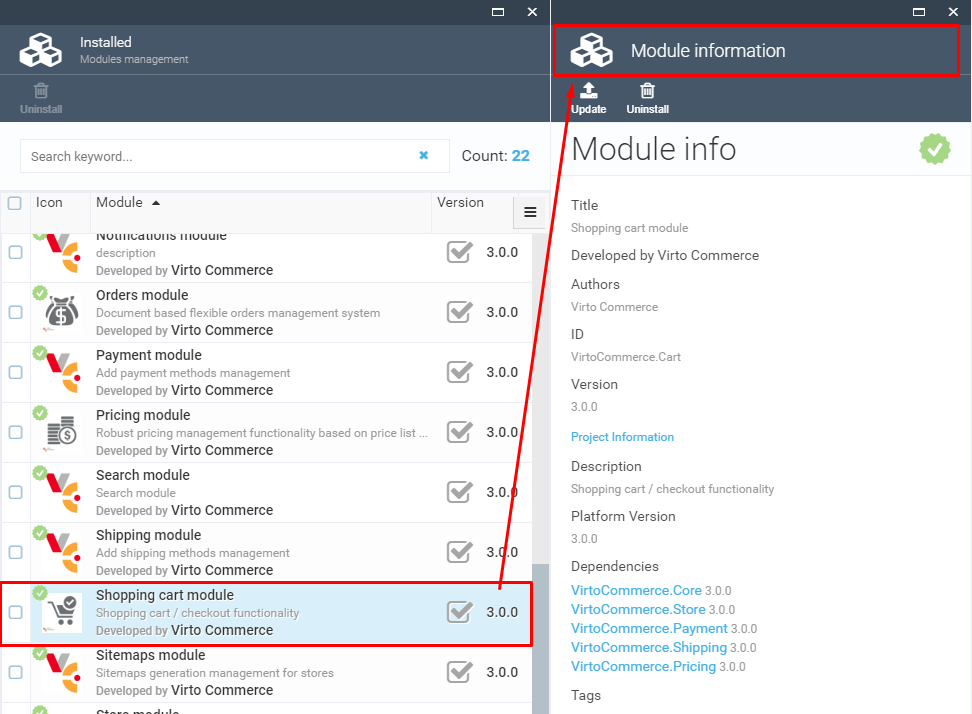 Installed
Modules management
Uninstall
Search keyword...
Count: 22
Icon Module Version
Notifications module
description
Developed by Virto Commerce
3.0.0
Orders module
Document based flexible orders management system
Developed by Virto Commerce
3.0.0
Payment module
Add payment methods management
Developed by Virto Commerce
3.0.0
Pricing module
Robust pricing management functionality based on price list ...
Developed by Virto Commerce
3.0.0
Search module
Search module
Developed by Virto Commerce
3.0.0
Shipping module
Add shipping methods management
Developed by Virto Commerce
3.0.0
Shopping cart module
Shopping cart / checkout functionality
Developed by Virto Commerce
3.0.0
Sitemaps module
Sitemaps generation management for stores
Developed by Virto Commerce
3.0.0
Store module
Module information
Update Uninstall
Module info
Title
Shopping cart module
Developed by Virto Commerce
Authors
Virto Commerce
ID
VirtoCommerce.Cart
Version
3.0.0
Project Information
Description
Shopping cart / checkout functionality
Platform Version
3.0.0
Dependencies
VirtoCommerce.Core 3.0.0
VirtoCommerce.Store 3.0.0
VirtoCommerce.Payment 3.0.0
VirtoCommerce.Shipping 3.0.0
VirtoCommerce.Pricing 3.0.0
Tags